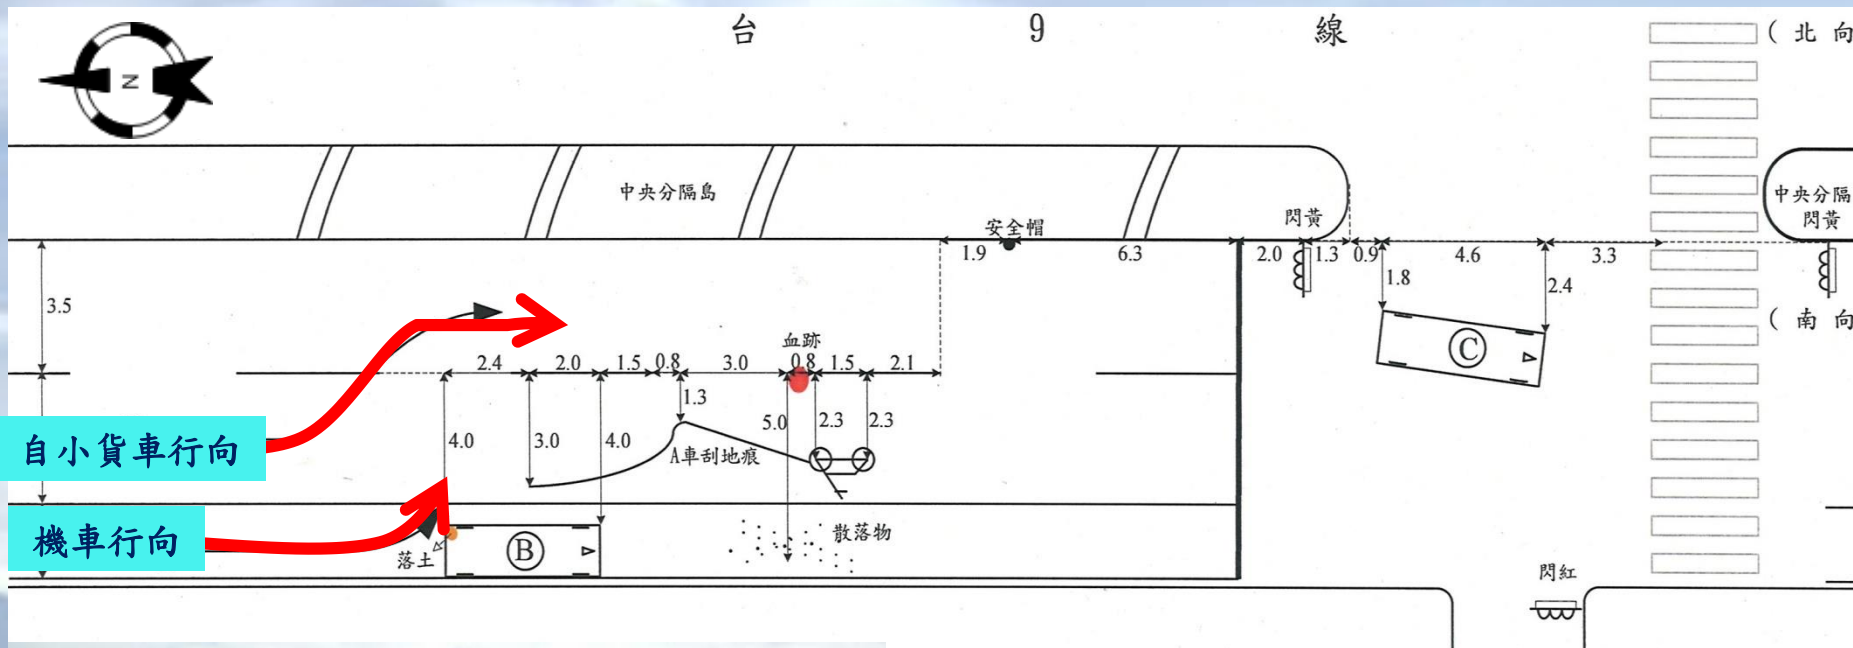 台 9 線
(北向
N
中央分隔島
中央分隔
閃黃
安全帽
閃黃
1.9
6.3
2.0
1.3
0.9
4.6
3.3
1.8
2.4
3.5
(南向
C
血跡
2.4
2.0
1.5
0.8
3.0
0.8
1.5
2.1
1.3
4.0
3.0
4.0
5.0
2.3
2.3
自小貨車行向
A車刮地痕
機車行向
落土
B
散落物
閃紅